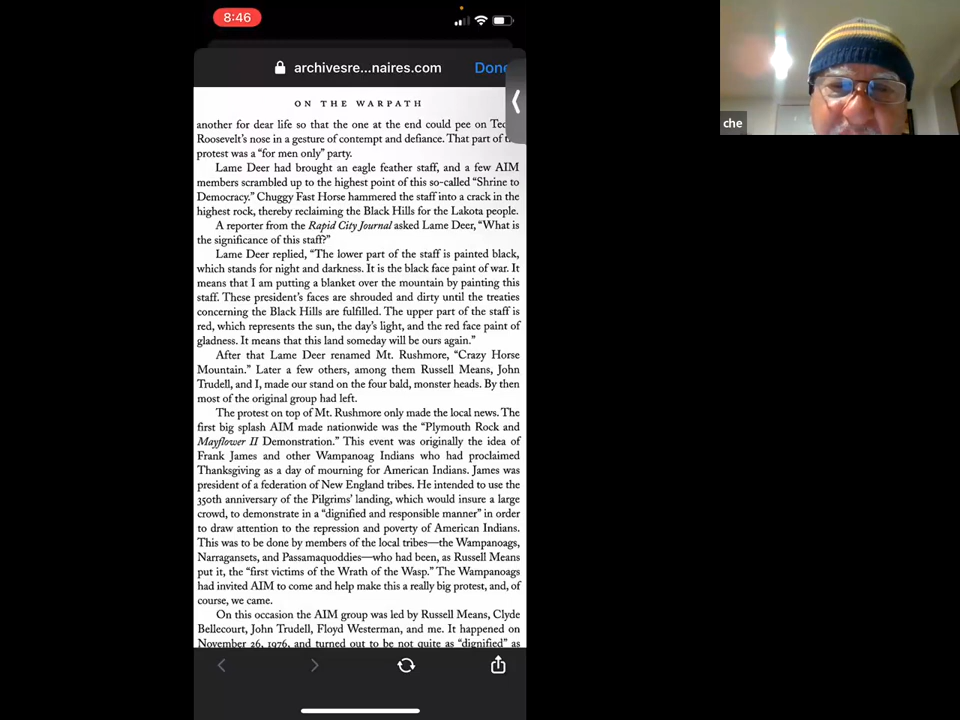 8:46
archivesre...naires.com
Done
ON THE WARPATH
another for dear life so that the one at the end could pee on
Roosevelt's nose in a gesture of contempt and defiance. That part of
protest was a "for men only" party.
Lame Deer had brought an eagle feather staff, and a few AIM
members scrambled up to the highest point of this so-called "Shrine to
Democracy." Chuggy Fast Horse hammered the staff into a crack in the
highest rock, thereby reclaiming the Black Hills for the Lakota people.
A reporter from the Rapid City Journal asked Lame Deer, "What is
the significance of this staff?"
Lame Deer replied, "The lower part of the staff is painted black,
which stands for night and darkness. It is the black face paint of war. It
means that I am putting a blanket over the mountain by painting this
staff. These president's faces are shrouded and dirty until the treaties
concerning the Black Hills are fulfilled. The upper part of the staff is
red, which represents the sun, the day's light, and the red face paint of
gladness. It means that this land someday will be ours again."
After that Lame Deer renamed Mt. Rushmore, "Crazy Horse
Mountain." Later a few others, among them Russell Means, John
Trudell, and I, made our stand on the four bald, monster heads. By then
most of the original group had left.
The protest on top of Mt. Rushmore only made the local news. The
first big splash AIM made nationwide was the "Plymouth Rock and
Mayflower II Demonstration." This event was originally the idea of
Frank James and other Wampanoag Indians who had proclaimed
Thanksgiving as a day of mourning for American Indians. James was
president of a federation of New England tribes. He intended to use the
350th anniversary of the Pilgrims' landing, which would insure a large
crowd, to demonstrate in a "dignified and responsible manner" in order
to draw attention to the repression and poverty of American Indians.
This was to be done by members of the local tribes—the Wampanoags,
Narragansets, and Passamaquoddies—who had been, as Russell Means
put it, the "first victims of the Wrath of the Wasp." The Wampanoags
had invited AIM to come and help make this a really big protest, and, of
course, we came.
On this occasion the AIM group was led by Russell Means, Clyde
Bellecourt, John Trudell, Floyd Westerman, and me. It happened on
November 26, 1976, and turned out to be not quite as "dignified" as
che